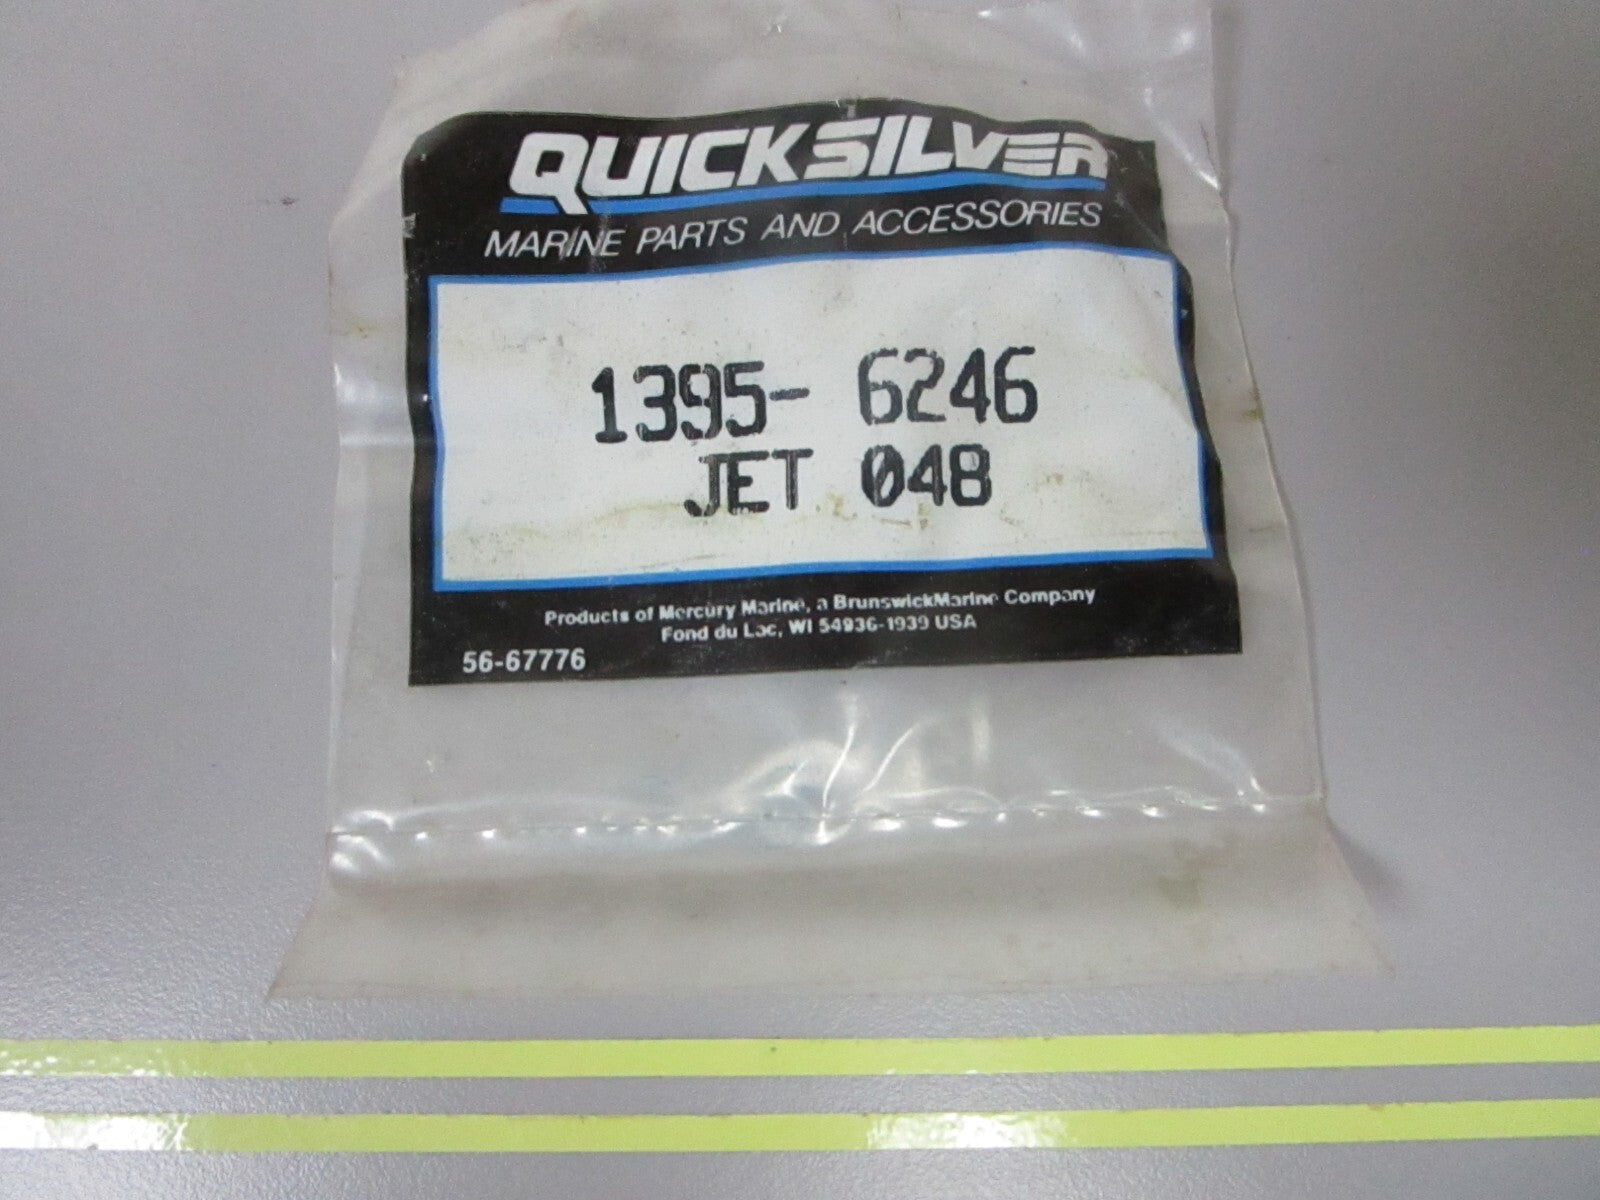 QUICKSILVER
MARINE PARTS AND ACCESSORIES
1395- 6246
JET 048
Products of Mercury Marine, a BrunswickMarine Company
Fond du Lac, WI 54936-1939 USA
56-67776